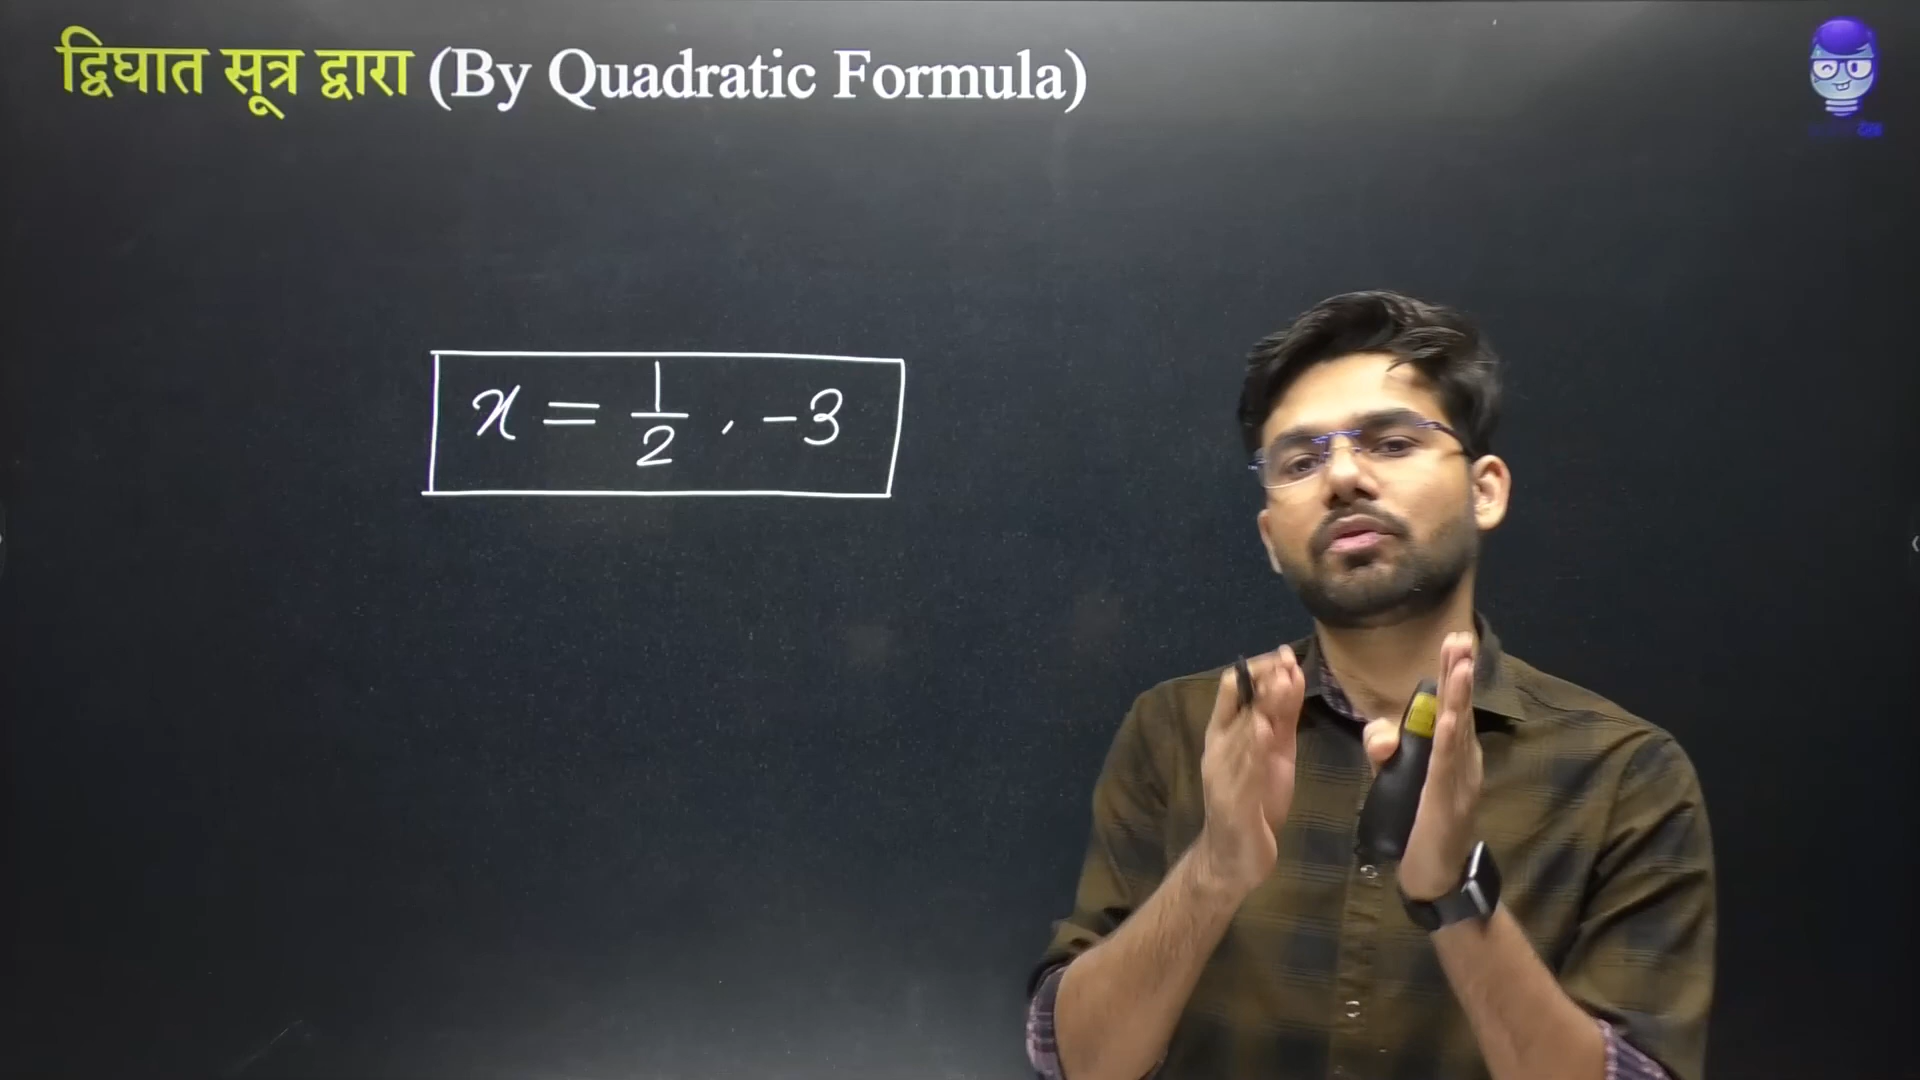 द्विघात सूत्र द्वारा (By Quadratic Formula)
x = 1/2 , -3